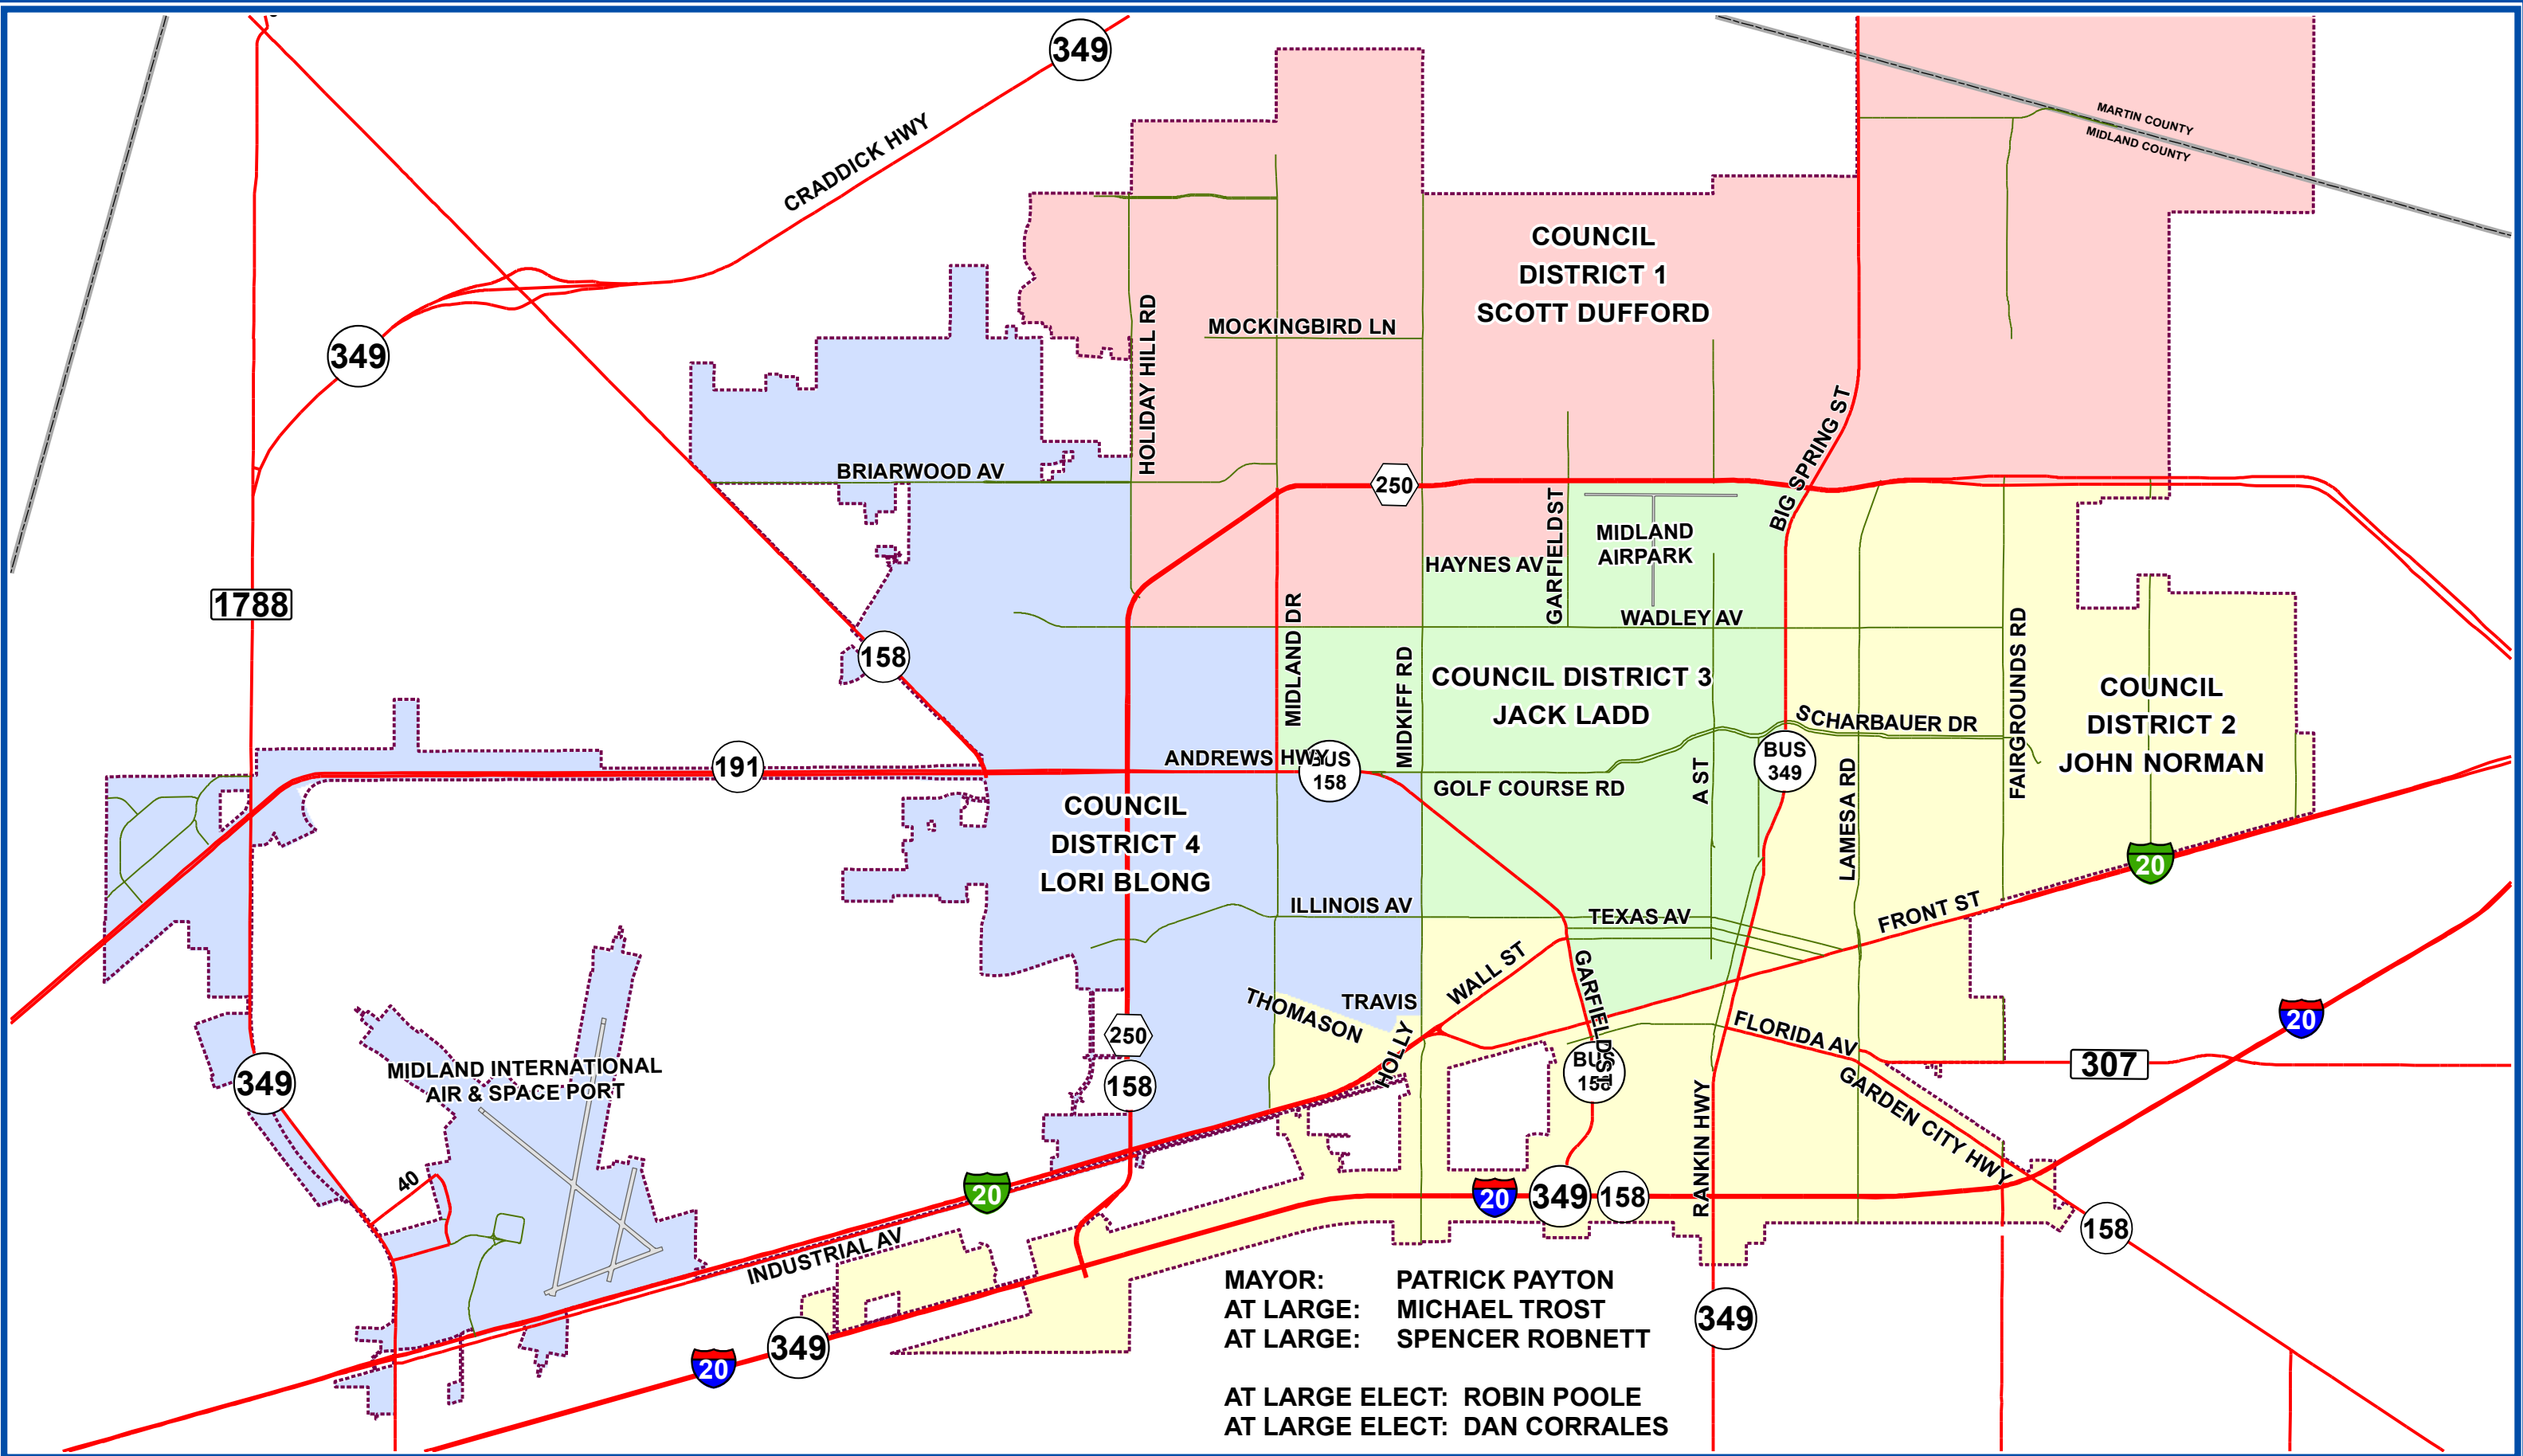 349
CRADDICK HWY
MARTIN COUNTY
MIDLAND COUNTY
COUNCIL
DISTRICT 1
SCOTT DUFFORD
HOLIDAY HILL RD
MOCKINGBIRD LN
349
BIG SPRING ST
BRIARWOOD AV
250
GARFIELD ST
MIDLAND
AIRPARK
HAYNES AV
1788
WADLEY AV
MIDLAND DR
FAIRGROUNDS RD
158
MIDKIFF RD
COUNCIL DISTRICT 3
JACK LADD
COUNCIL
DISTRICT 2
JOHN NORMAN
SCHARBAUER DR
191
ANDREWS HWY
BUS
158
BUS
349
GOLF COURSE RD
A ST
LAMESA RD
COUNCIL
DISTRICT 4
LORI BLONG
20
ILLINOIS AV
TEXAS AV
FRONT ST
WALL ST
GARFIELD ST
TRAVIS
THOMASON
HOLLY
FLORIDA AV
20
250
307
349
MIDLAND INTERNATIONAL
AIR & SPACE PORT
158
BUS
158
GARDEN CITY HWY
RANKIN HWY
40
20
20
349
158
158
INDUSTRIAL AV
MAYOR: PATRICK PAYTON
AT LARGE: MICHAEL TROST
AT LARGE: SPENCER ROBNETT
349
349
20
AT LARGE ELECT: ROBIN POOLE
AT LARGE ELECT: DAN CORRALES